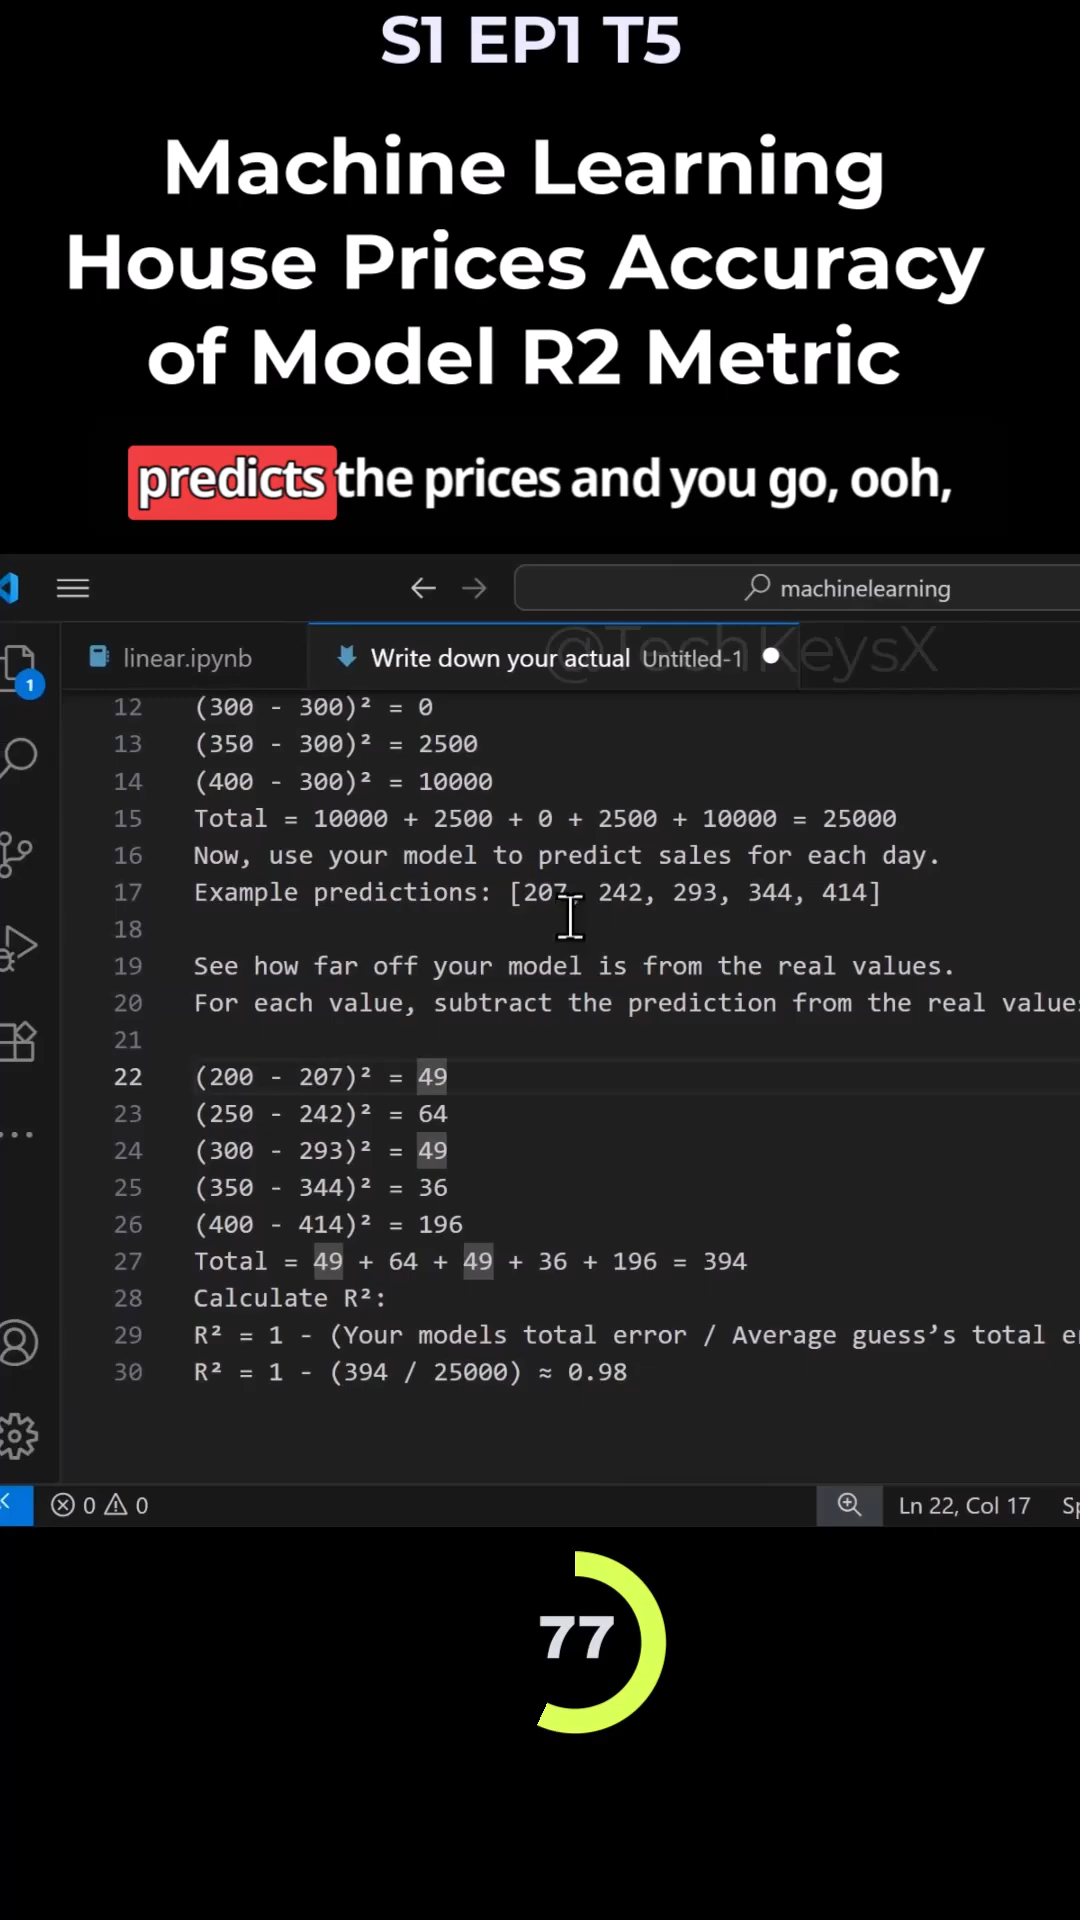 S1 EP1 T5
Machine Learning
House Prices Accuracy
of Model R2 Metric
predicts the prices and you go, ooh,
machinelearning
linear.ipynb
Write down your actual Untitled-1
@TechKeysX
1
12 (300 - 300)² = 0
13 (350 - 300)² = 2500
14 (400 - 300)² = 10000
15 Total = 10000 + 2500 + 0 + 2500 + 10000 = 25000
16 Now, use your model to predict sales for each day.
17 Example predictions: [207, 242, 293, 344, 414]
18
19 See how far off your model is from the real values.
20 For each value, subtract the prediction from the real value
21
22 (200 - 207)² = 49
23 (250 - 242)² = 64
24 (300 - 293)² = 49
25 (350 - 344)² = 36
26 (400 - 414)² = 196
27 Total = 49 + 64 + 49 + 36 + 196 = 394
28 Calculate R²:
29 R² = 1 - (Your models total error / Average guess’s total
30 R² = 1 - (394 / 25000) ≈ 0.98
0 0
Ln 22, Col 17
77